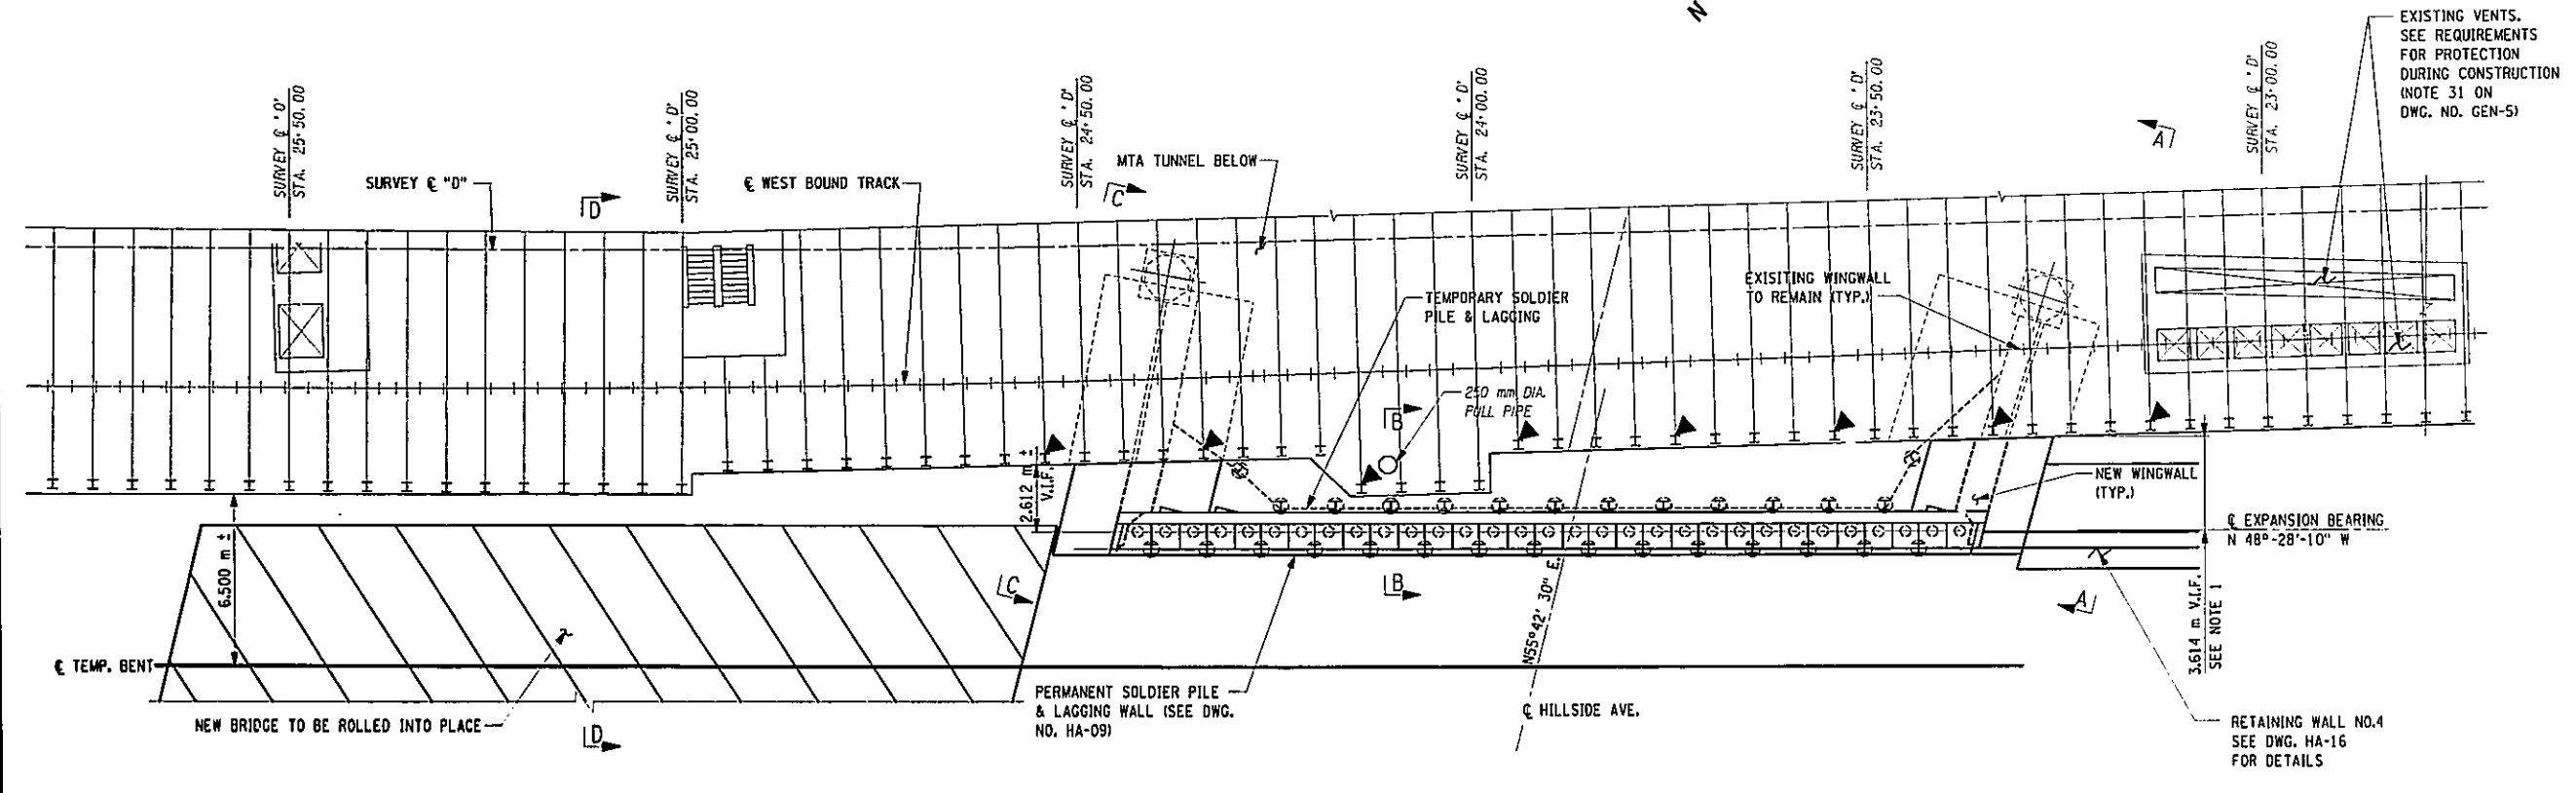 N
EXISTING VENTS.
SEE REQUIREMENTS
FOR PROTECTION
DURING CONSTRUCTION
(NOTE 31 ON
DWG. NO. GEN-5)
SURVEY ℄ 'D'
STA. 25+50.00
SURVEY ℄ 'D'
STA. 25+00.00
SURVEY ℄ 'D'
STA. 24+50.00
SURVEY ℄ 'D'
STA. 24+00.00
SURVEY ℄ 'D'
STA. 23+50.00
SURVEY ℄ 'D'
STA. 23+00.00
SURVEY ℄ "D"
D
℄ WEST BOUND TRACK
C
MTA TUNNEL BELOW
A
TEMPORARY SOLDIER
PILE & LAGGING
EXISITING WINGWALL
TO REMAIN (TYP.)
250 mm DIA.
PULL PIPE
B
2.612 m ±
V.I.F.
NEW WINGWALL
(TYP.)
℄ EXPANSION BEARING
N 48°-28'-10" W
6.500 m ±
C
B
A
N55°42' 30" E.
3.614 m V.I.F.
SEE NOTE 1
℄ TEMP. BENT
NEW BRIDGE TO BE ROLLED INTO PLACE
D
PERMANENT SOLDIER PILE
& LAGGING WALL (SEE DWG.
NO. HA-09)
℄ HILLSIDE AVE.
RETAINING WALL NO.4
SEE DWG. HA-16
FOR DETAILS